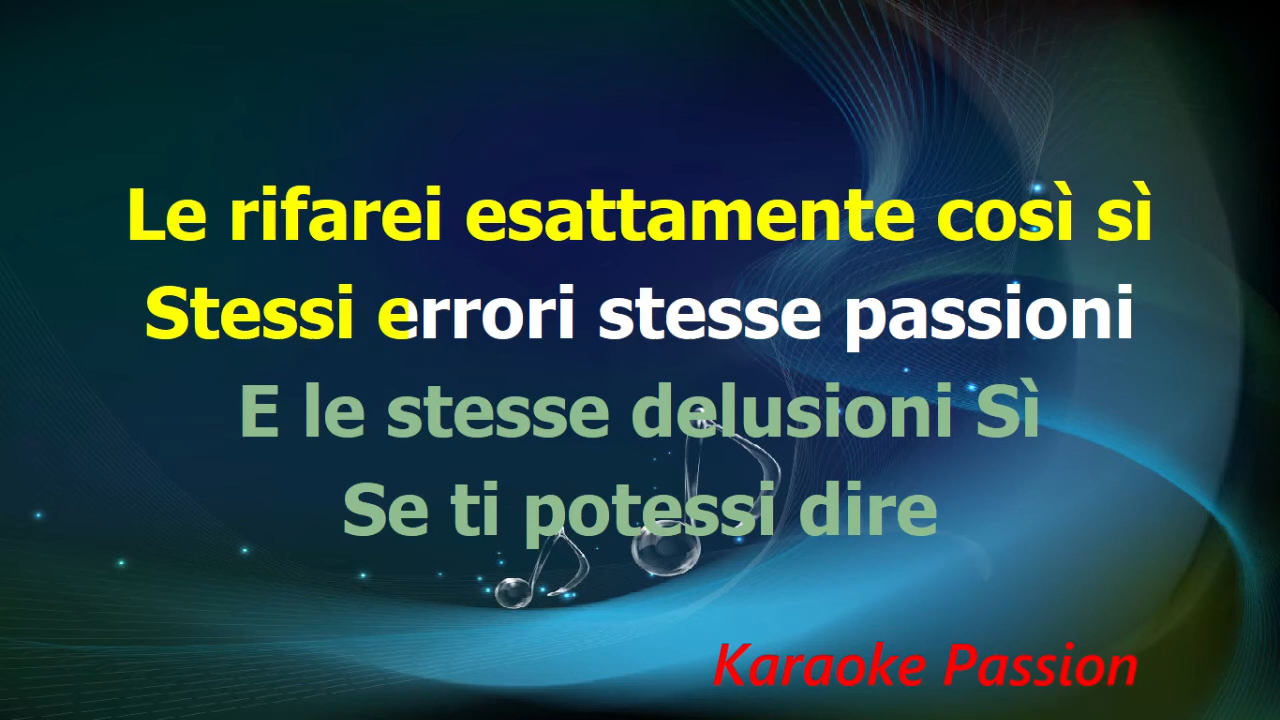 Le rifarei esattamente così sì
Stessi errori stesse passioni
E le stesse delusioni Sì
Se ti potessi dire
Karaoke Passion